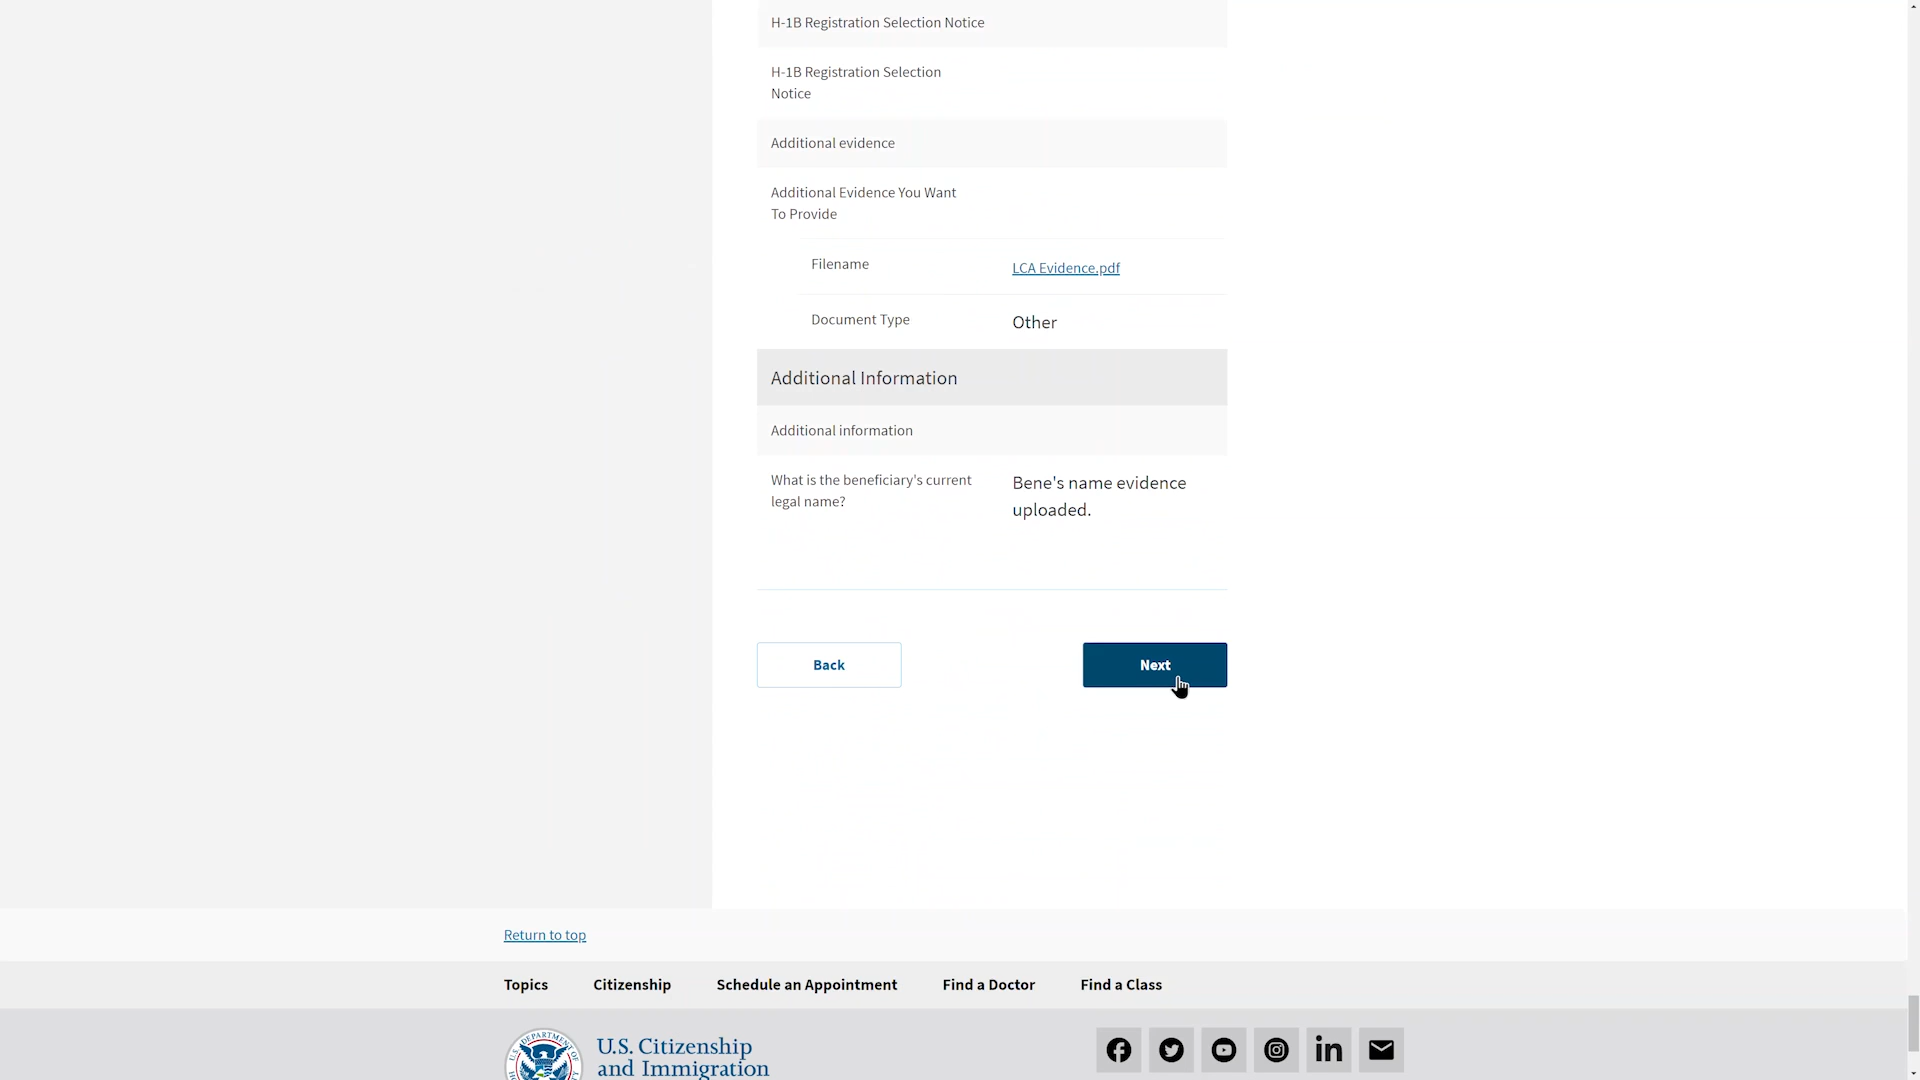 H-1B Registration Selection Notice
H-1B Registration Selection
Notice
Additional evidence
Additional Evidence You Want
To Provide
Filename
LCA Evidence.pdf
Document Type
Other
Additional Information
Additional information
What is the beneficiary's current
legal name?
Bene's name evidence
uploaded.
Back
Next
Return to top
Topics
Citizenship
Schedule an Appointment
Find a Doctor
Find a Class
U.S. DEPARTMENT OF
U.S. Citizenship
and Immigration